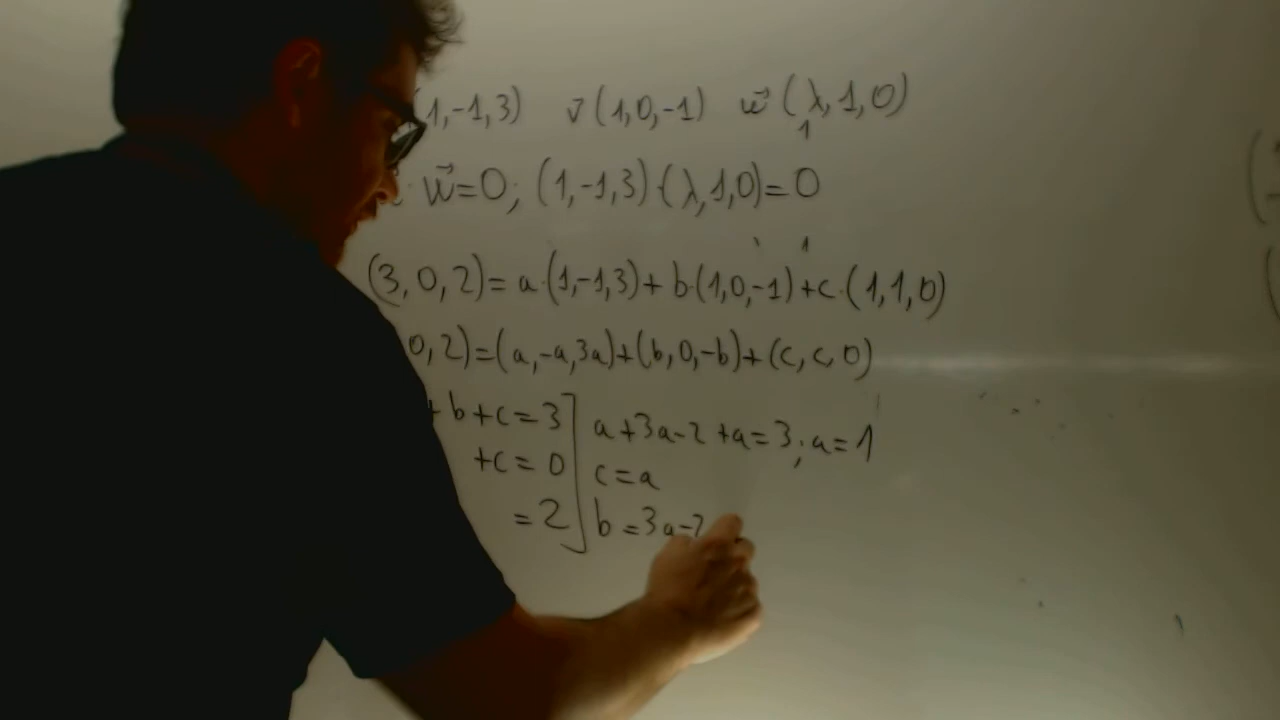 (1,-1,3) v⃗(1,0,-1) w⃗(λ,1,0)
1
· w⃗=0; (1,-1,3)·(λ,1,0)=0
(3,0,2)= a·(1,-1,3)+ b·(1,0,-1)+c·(1,1,0)
0,2)=(a,-a,3a)+(b,0,-b)+(c,c,0)
+b+c=3] a+3a-2+a=3; a=1
+c=0 c=a
=2 b=3a-2